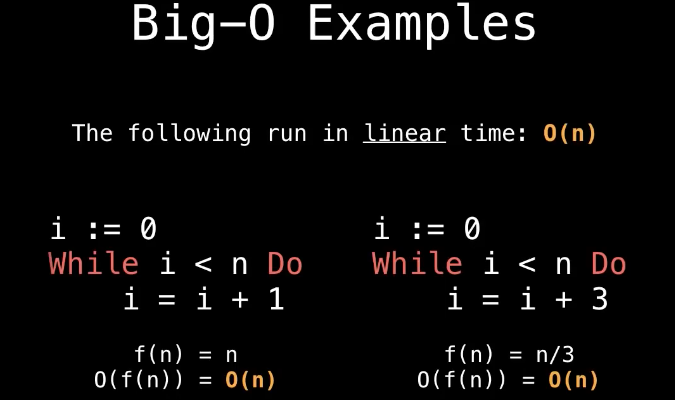 Big-O Examples
The following run in linear time: O(n)
i := 0
While i < n Do
i = i + 1
f(n) = n
O(f(n)) = O(n)
i := 0
While i < n Do
i = i + 3
f(n) = n/3
O(f(n)) = O(n)